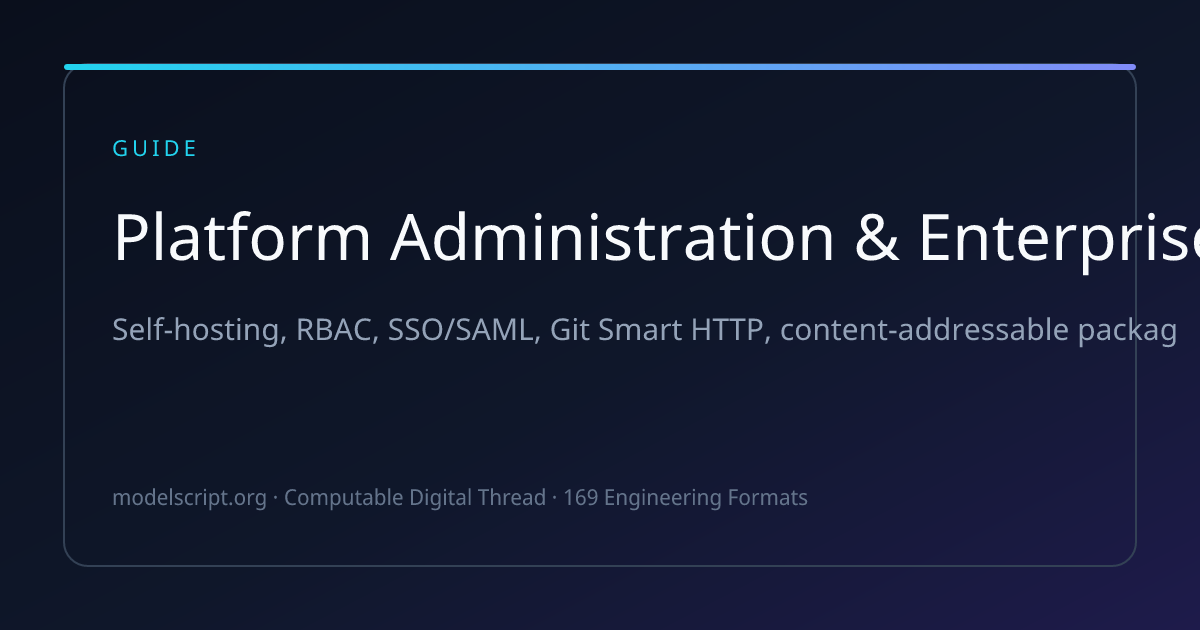 GUIDE
Platform Administration & Enterprise
Self-hosting, RBAC, SSO/SAML, Git Smart HTTP, content-addressable packag
modelscript.org · Computable Digital Thread · 169 Engineering Formats